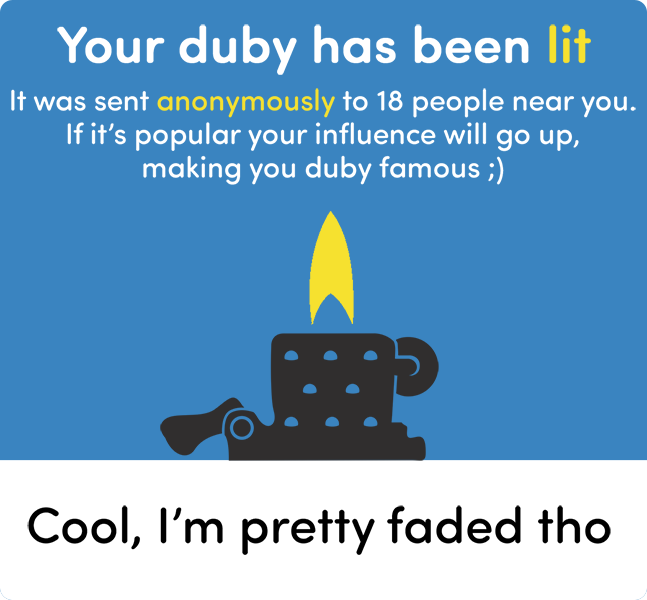 Your duby has been lit
It was sent anonymously to 18 people near you.
If it’s popular your influence will go up,
making you duby famous ;)
Cool, I’m pretty faded tho